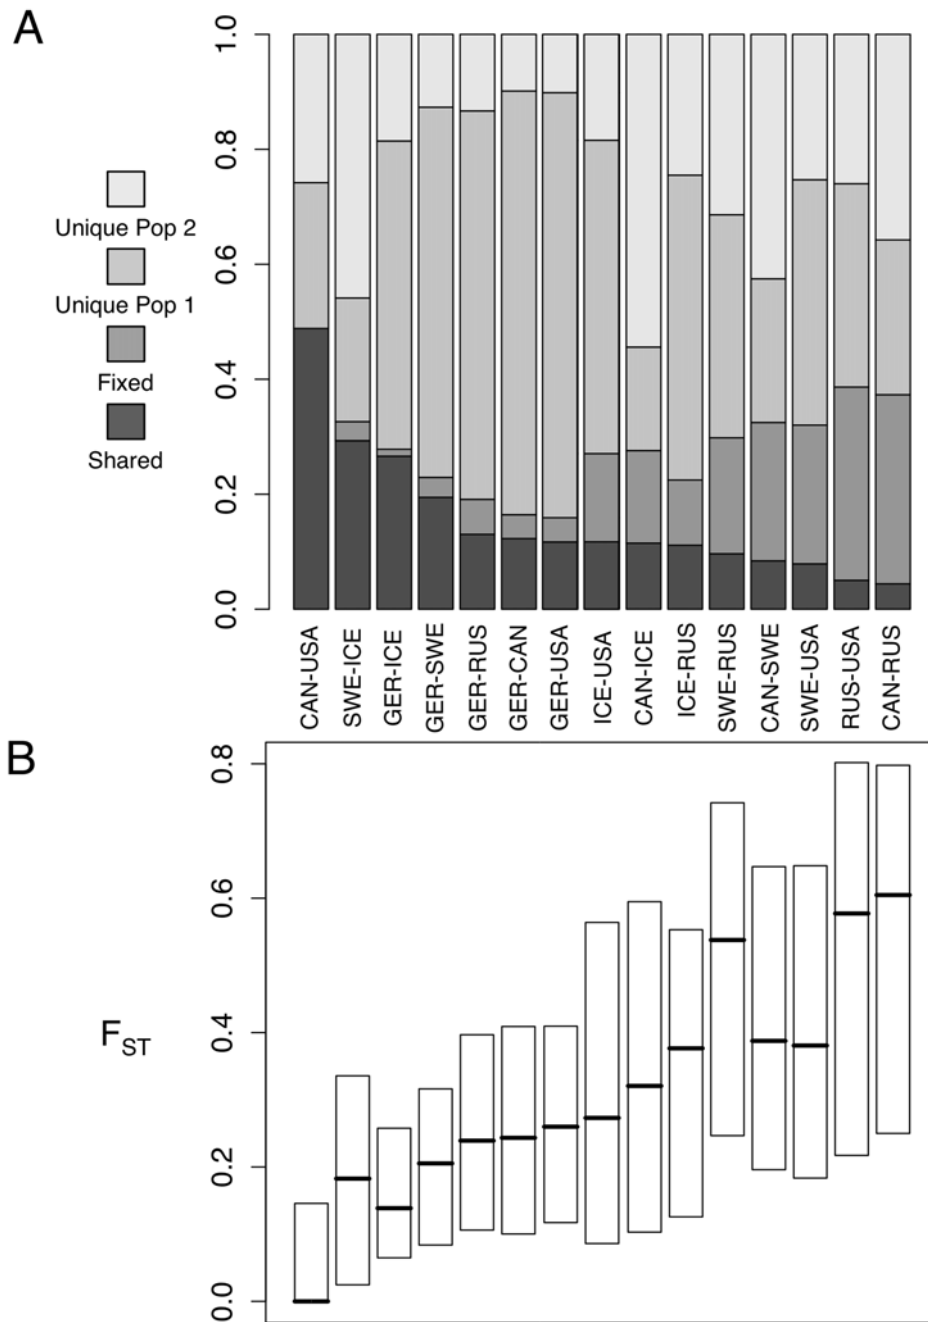 A
1.0
0.8
0.6
0.4
0.2
0.0
Unique Pop 2
Unique Pop 1
Fixed
Shared
CAN-USA
SWE-ICE
GER-ICE
GER-SWE
GER-RUS
GER-CAN
GER-USA
ICE-USA
CAN-ICE
ICE-RUS
SWE-RUS
CAN-SWE
SWE-USA
RUS-USA
CAN-RUS
B
0.8
0.6
0.4
0.2
0.0
FST